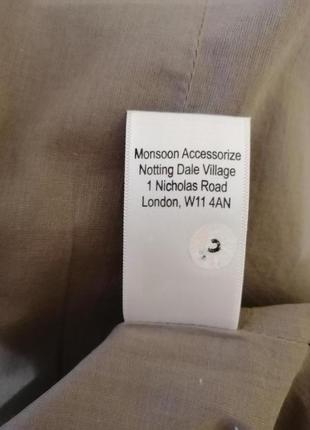 Monsoon Accessorize
Notting Dale Village
1 Nicholas Road
London, W11 4AN